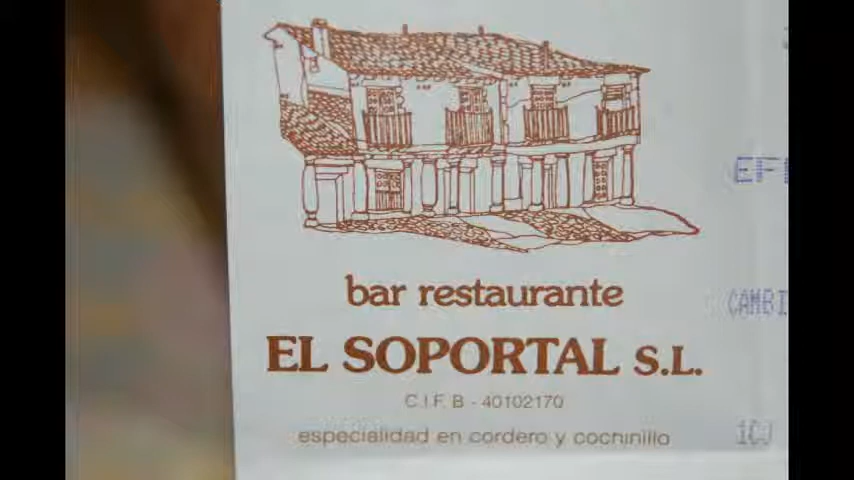 bar restaurante
EL SOPORTAL S.L.
C.I.F. B - 40102170
especialidad en cordero y cochinillo